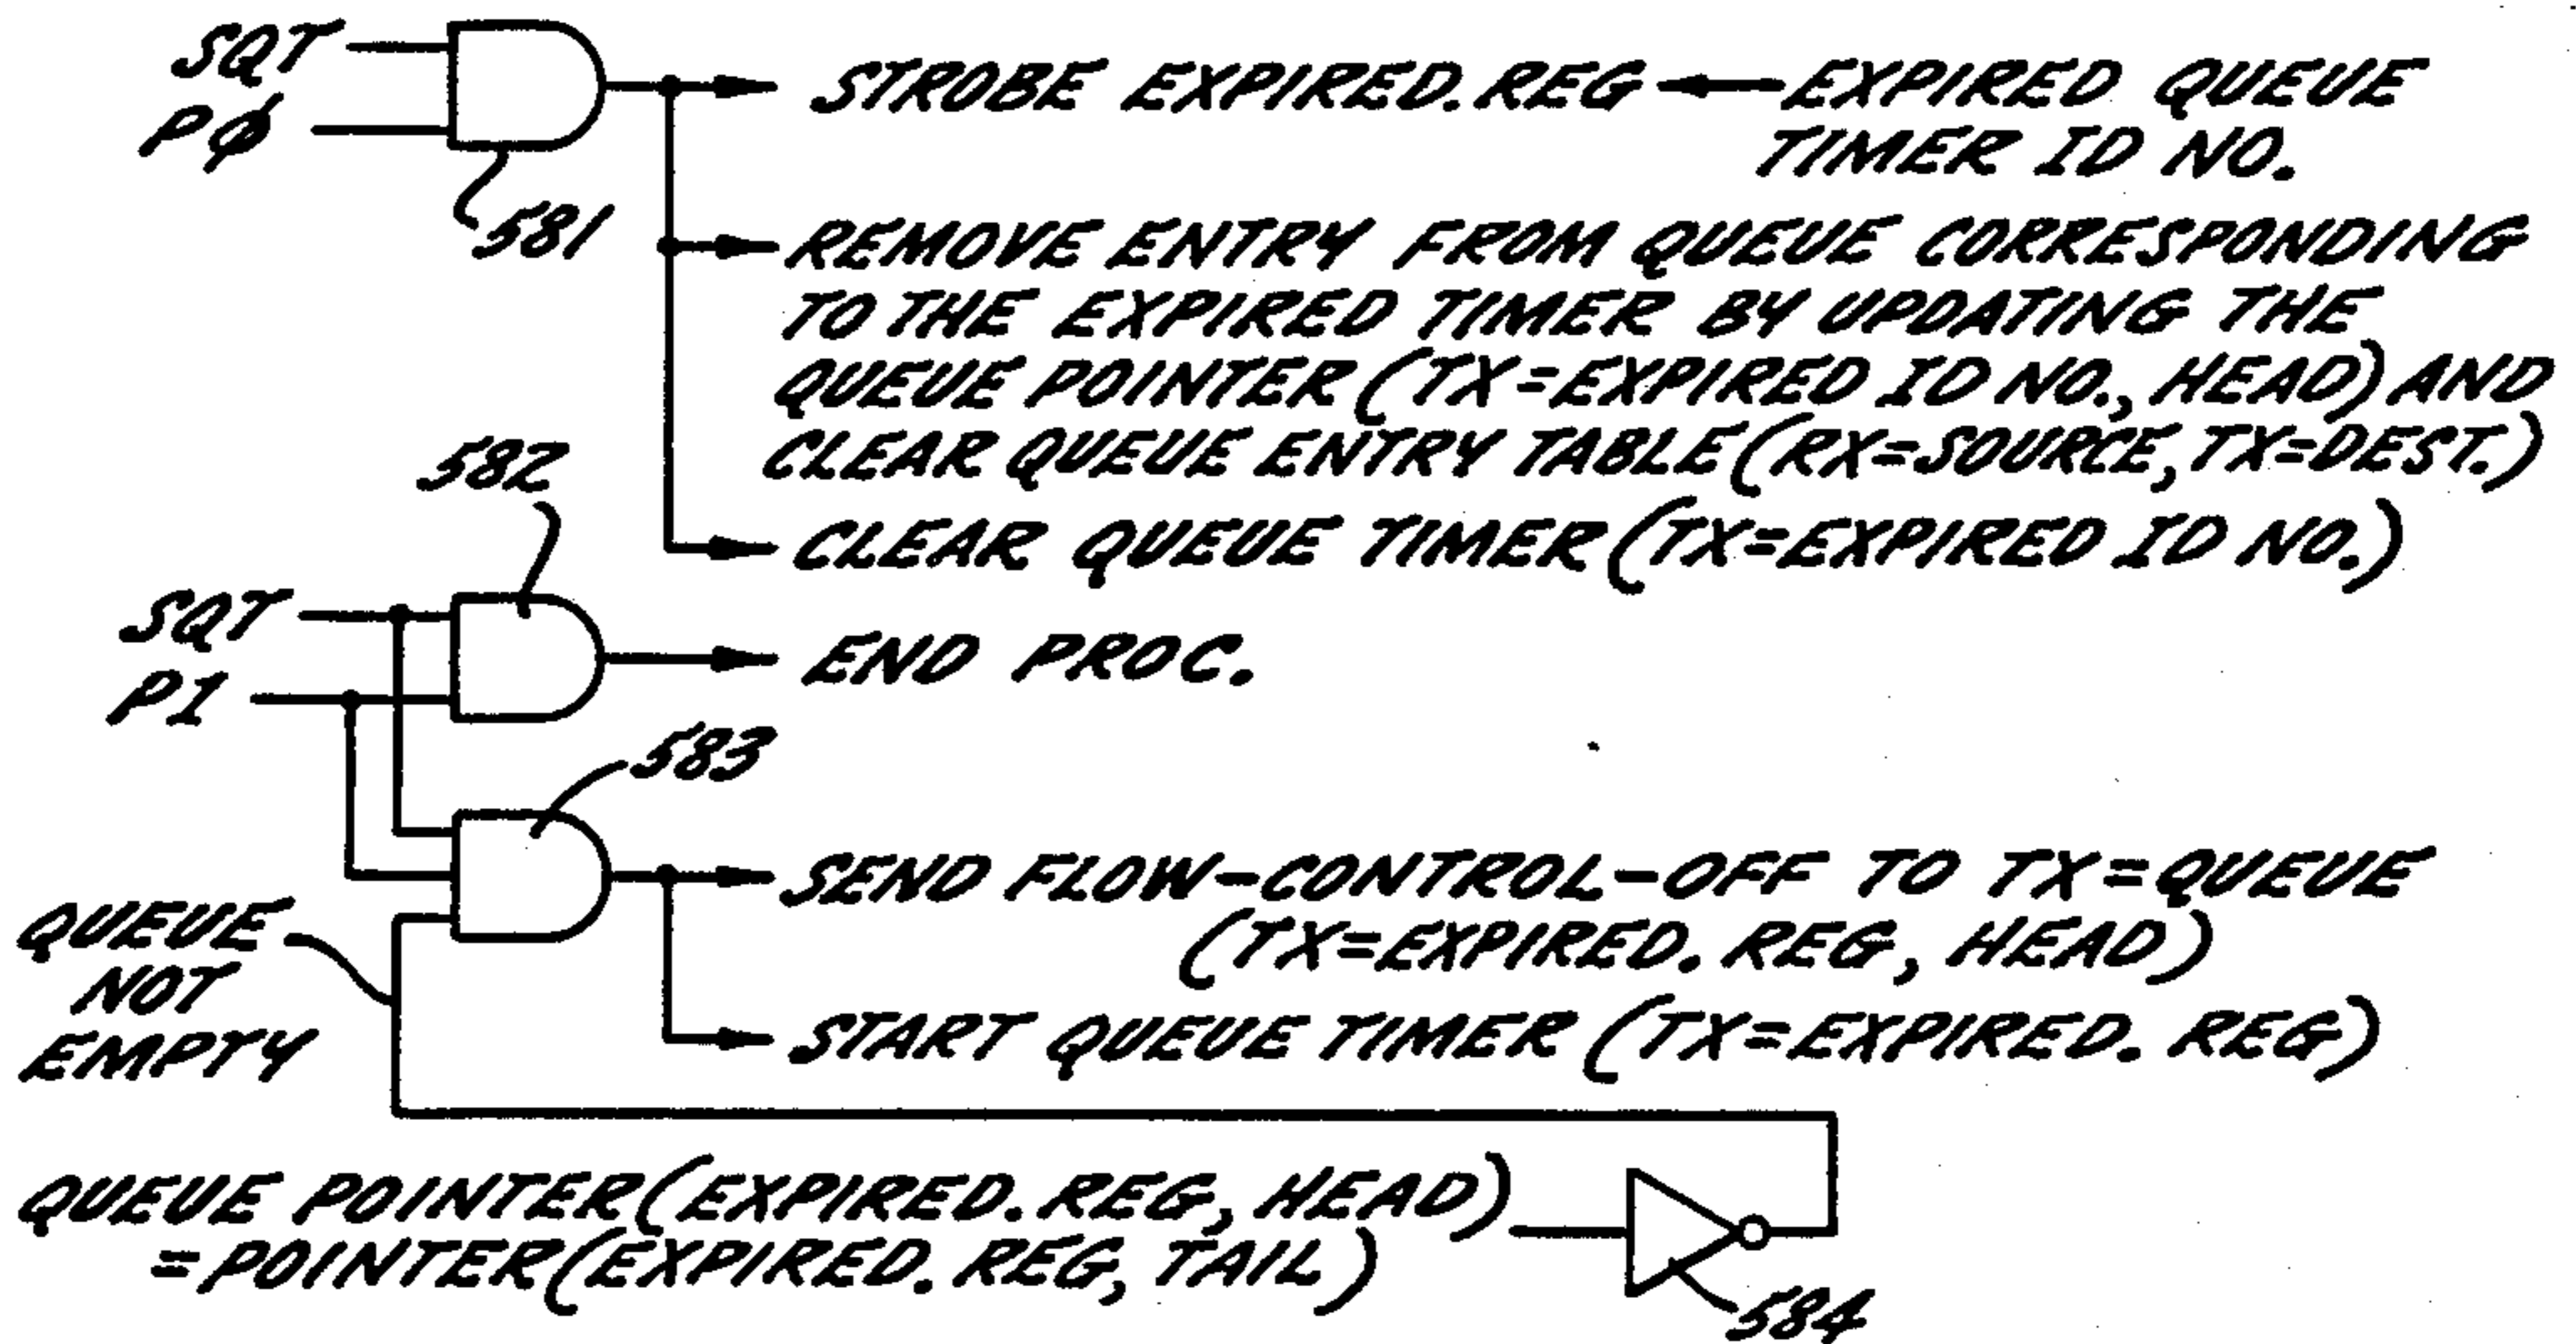 SQT
PØ
581
STROBE EXPIRED.REG ← EXPIRED QUEUE
TIMER ID NO.
REMOVE ENTRY FROM QUEUE CORRESPONDING
TO THE EXPIRED TIMER BY UPDATING THE
QUEUE POINTER (TX=EXPIRED ID NO., HEAD) AND
CLEAR QUEUE ENTRY TABLE (RX=SOURCE, TX=DEST.)
CLEAR QUEUE TIMER (TX=EXPIRED ID NO.)
582
SQT
P1
END PROC.
583
QUEUE
NOT
EMPTY
SEND FLOW-CONTROL-OFF TO TX=QUEUE
(TX=EXPIRED. REG, HEAD)
START QUEUE TIMER (TX=EXPIRED. REG)
QUEUE POINTER (EXPIRED.REG, HEAD)
=POINTER (EXPIRED. REG, TAIL)
584